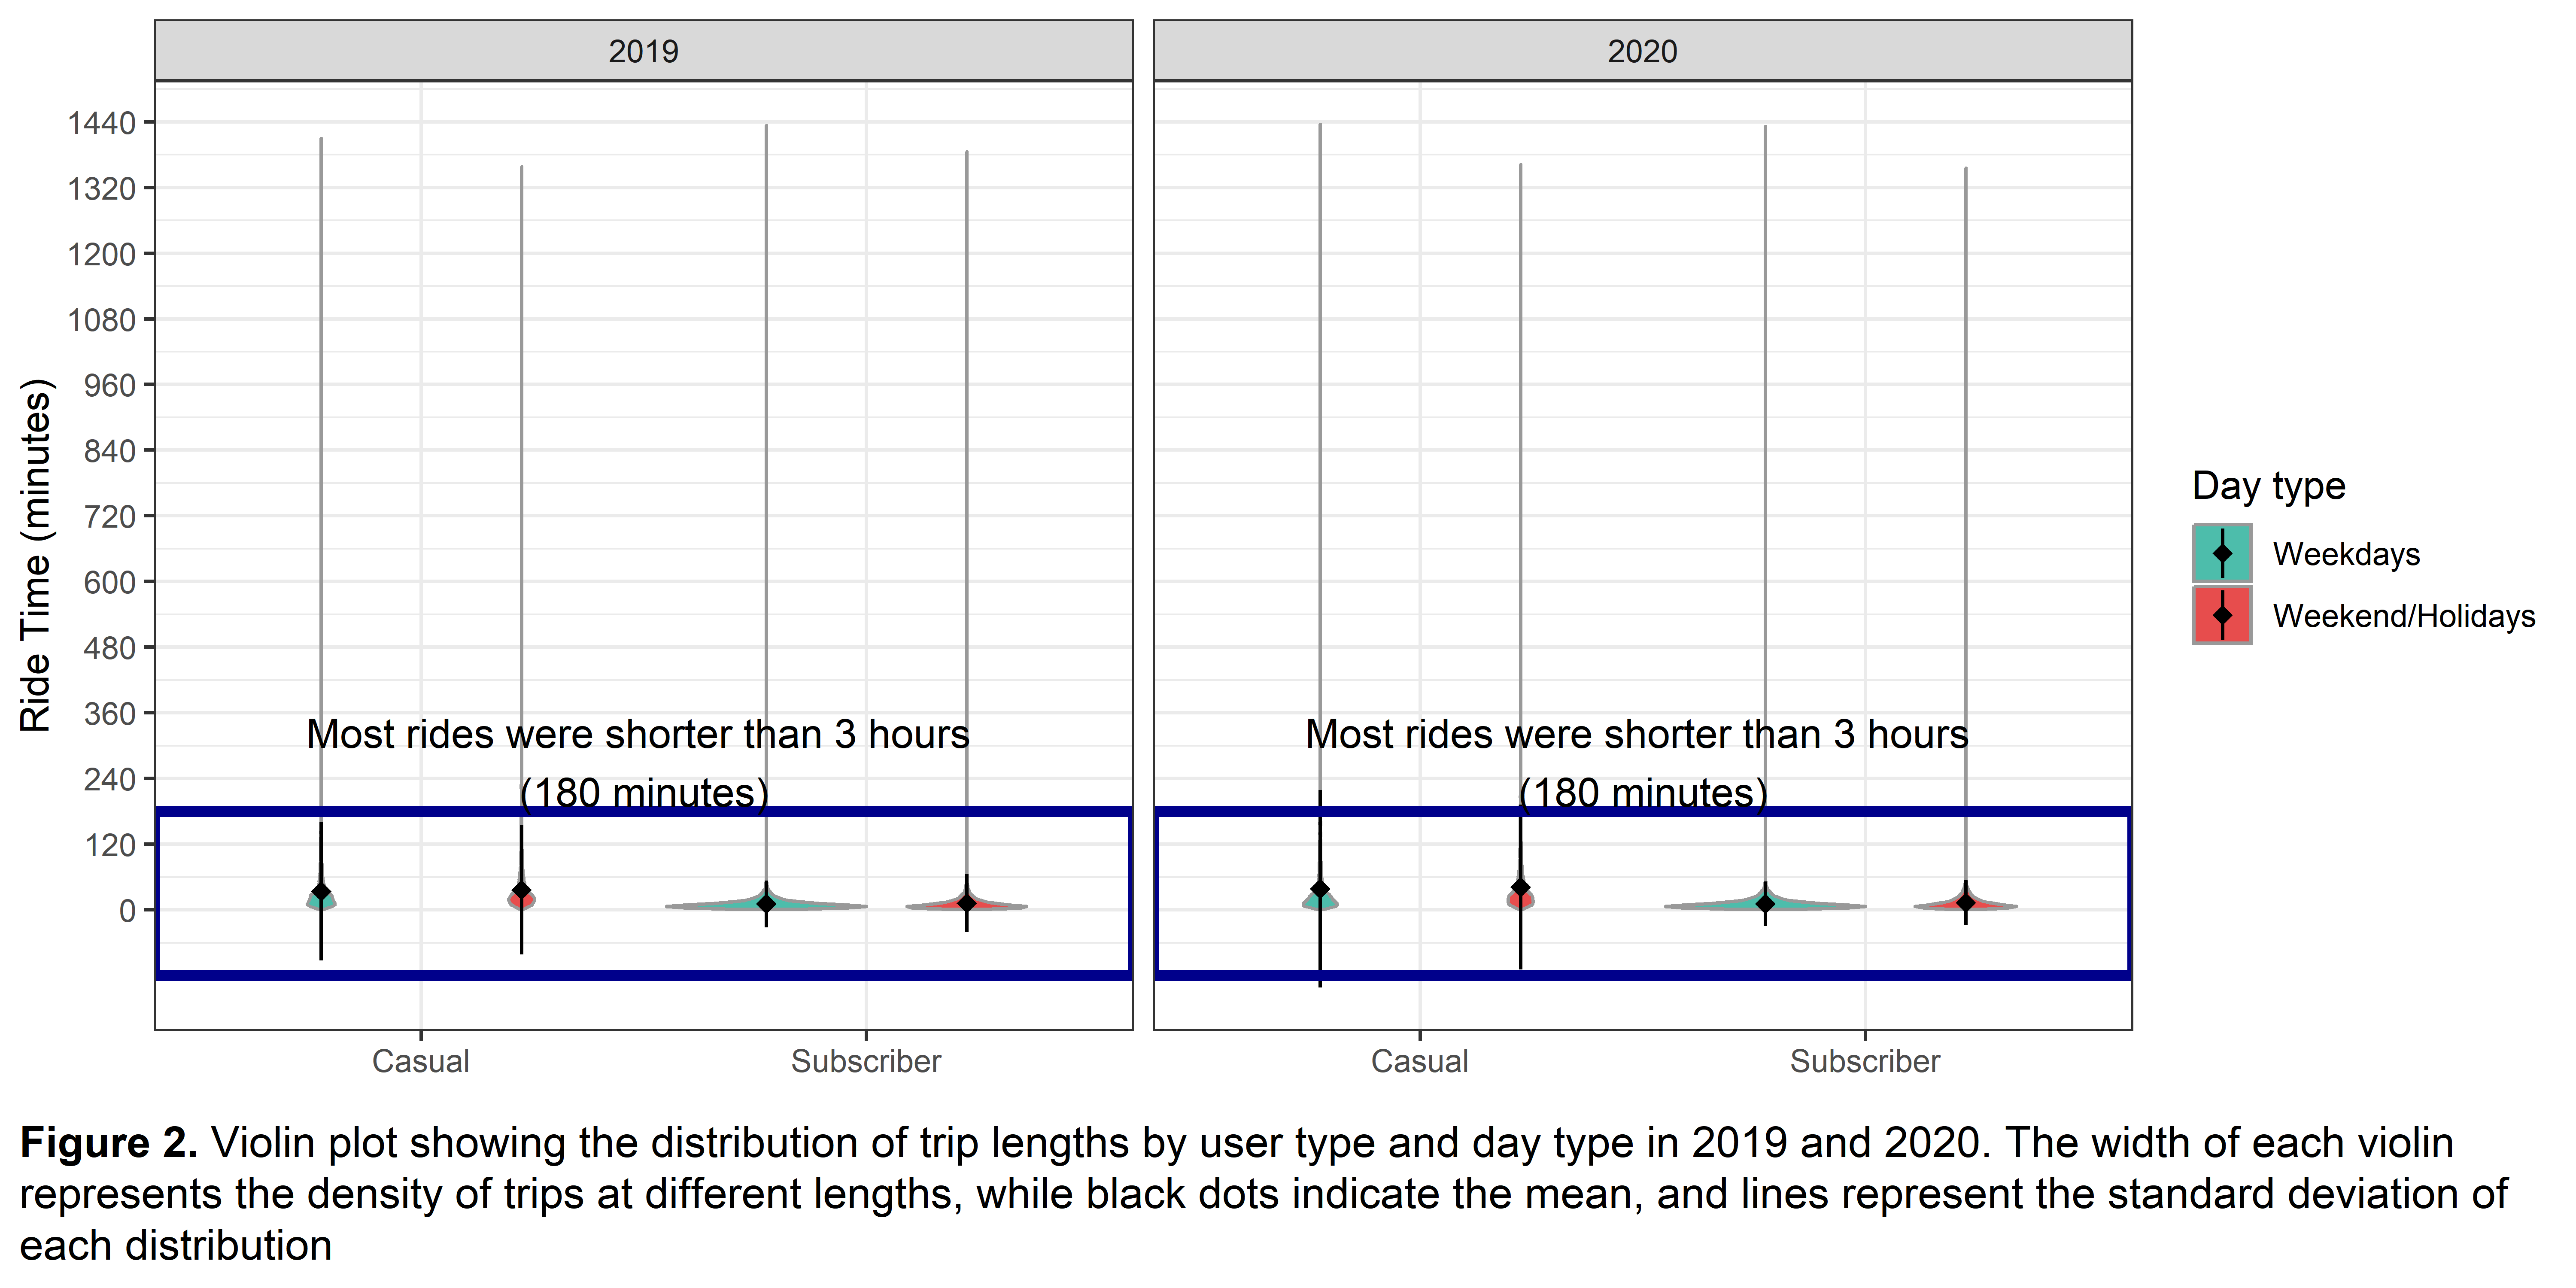 2019
2020
1440
1320
1200
1080
960
840
720
600
480
360
240
120
0
Ride Time (minutes)
Most rides were shorter than 3 hours
(180 minutes)
Most rides were shorter than 3 hours
(180 minutes)
Casual
Subscriber
Casual
Subscriber
Day type
Weekdays
Weekend/Holidays
Figure 2. Violin plot showing the distribution of trip lengths by user type and day type in 2019 and 2020. The width of each violin
represents the density of trips at different lengths, while black dots indicate the mean, and lines represent the standard deviation of
each distribution